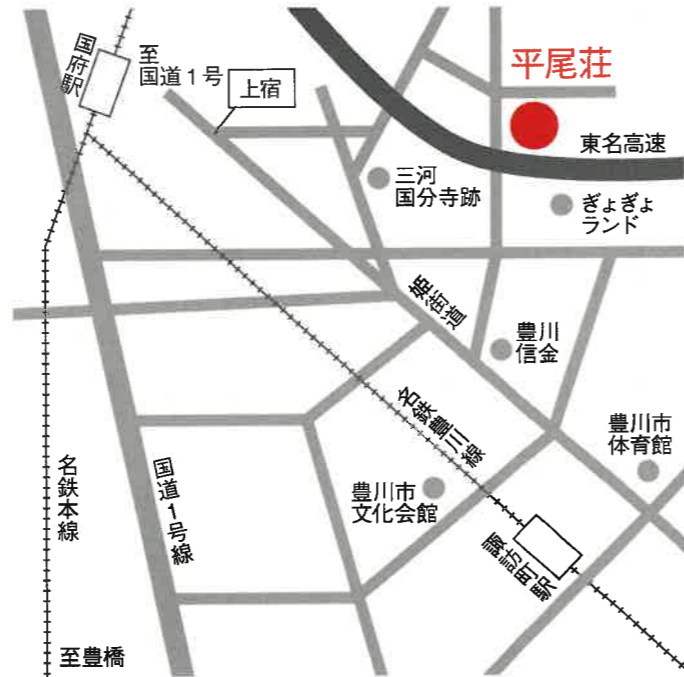 国府駅
至
国道1号
上宿
平尾荘
東名高速
三河
国分寺跡
ぎょぎょ
ランド
姫街道
豊川
信金
名鉄豊川線
豊川市
体育館
名鉄本線
国道1号線
豊川市
文化会館
諏訪町駅
至豊橋